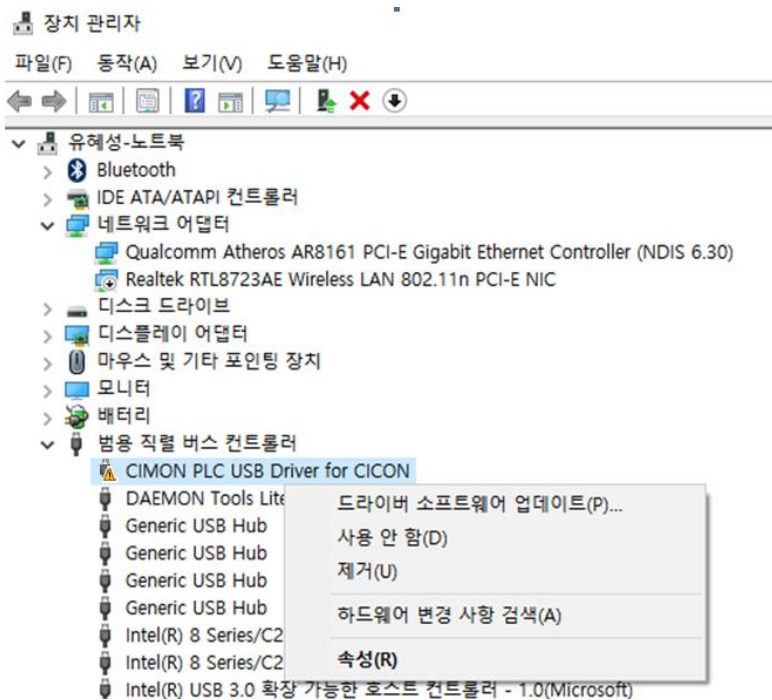 장치 관리자
파일(F) 동작(A) 보기(V) 도움말(H)
유혜성-노트북
Bluetooth
IDE ATA/ATAPI 컨트롤러
네트워크 어댑터
Qualcomm Atheros AR8161 PCI-E Gigabit Ethernet Controller (NDIS 6.30)
Realtek RTL8723AE Wireless LAN 802.11n PCI-E NIC
디스크 드라이브
디스플레이 어댑터
마우스 및 기타 포인팅 장치
모니터
배터리
범용 직렬 버스 컨트롤러
CIMON PLC USB Driver for CICON
DAEMON Tools Lite
Generic USB Hub
Generic USB Hub
Generic USB Hub
Generic USB Hub
Intel(R) 8 Series/C2
Intel(R) 8 Series/C2
Intel(R) USB 3.0 확장 가능한 호스트 컨트롤러 - 1.0(Microsoft)
드라이버 소프트웨어 업데이트(P)...
사용 안 함(D)
제거(U)
하드웨어 변경 사항 검색(A)
속성(R)